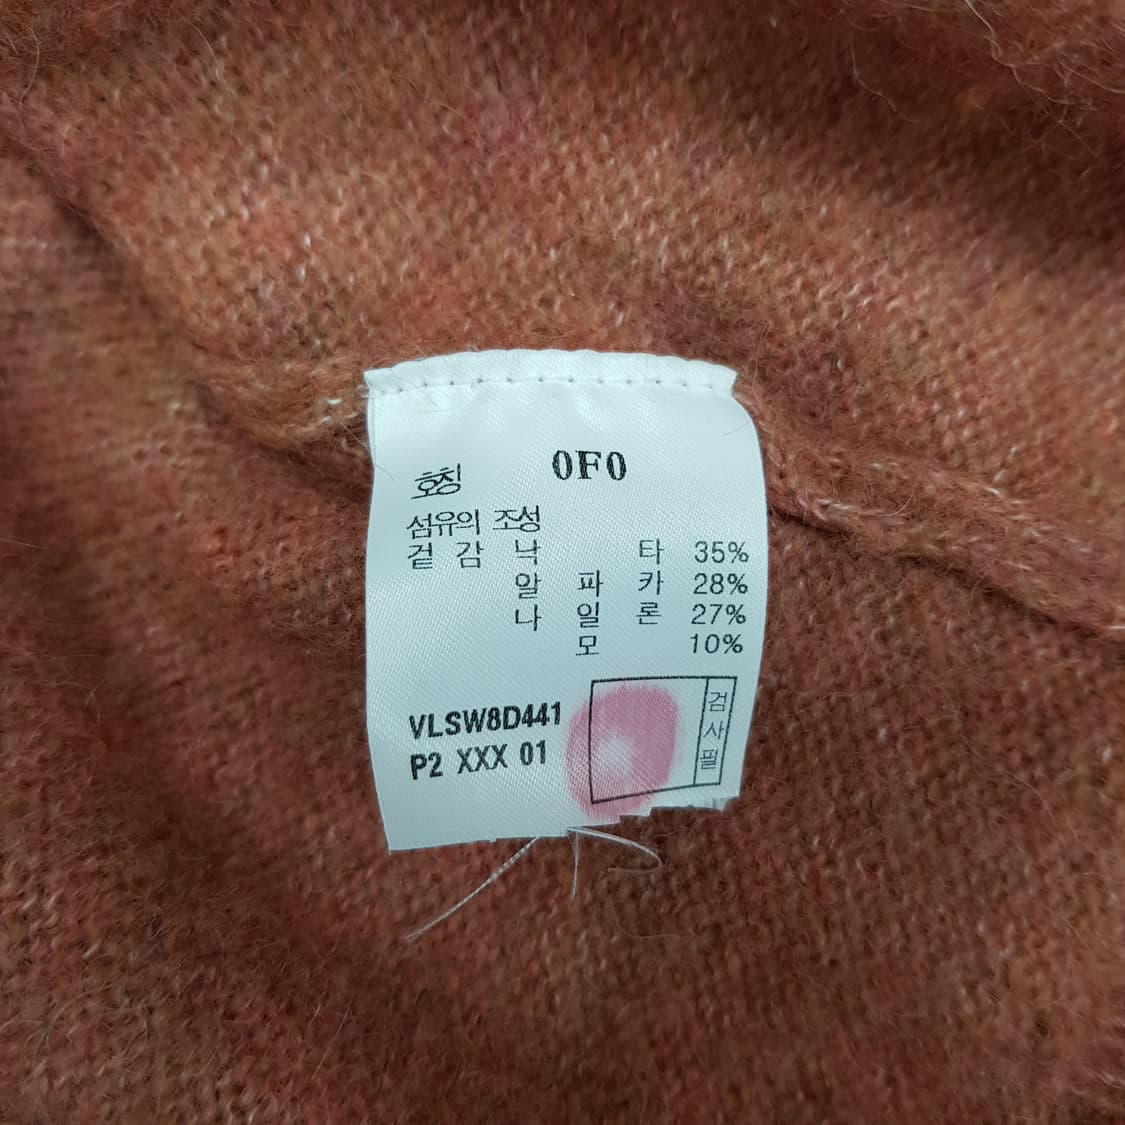 호칭 0F0
섬유의 조성
겉 감 낙 타 35%
알 파 카 28%
나 일 론 27%
모 10%
VLSW8D441
P2 XXX 01
검사필